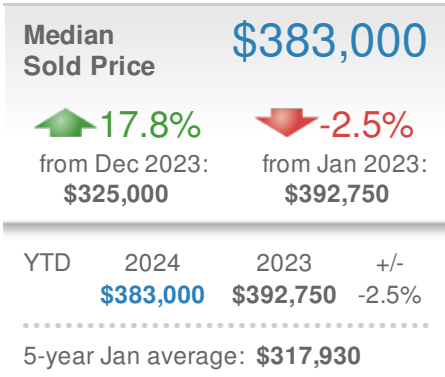 Median $383,000
Sold Price
17.8% -2.5%
from Dec 2023: from Jan 2023:
$325,000 $392,750
YTD 2024 2023 +/-
$383,000 $392,750 -2.5%
5-year Jan average: $317,930